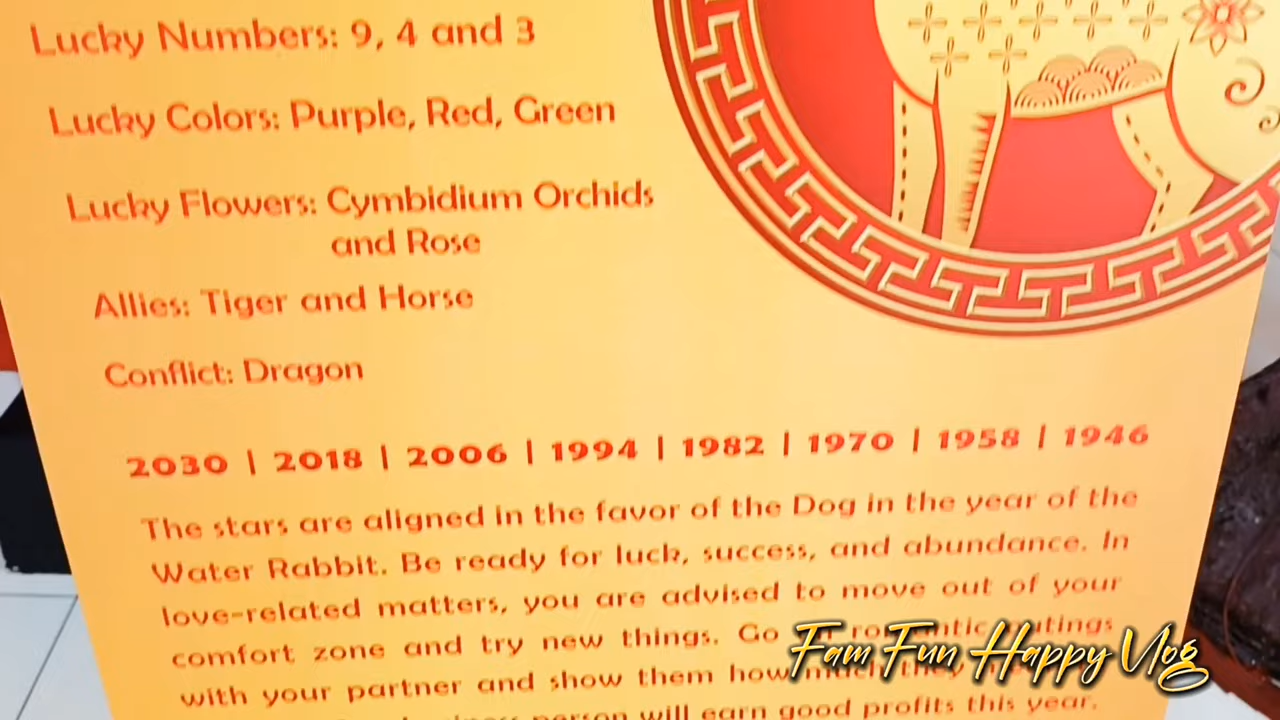 Lucky Numbers: 9, 4 and 3
Lucky Colors: Purple, Red, Green
Lucky Flowers: Cymbidium Orchids
and Rose
Allies: Tiger and Horse
Conflict: Dragon
2030 | 2018 | 2006 | 1994 | 1982 | 1970 | 1958 | 1946
The stars are aligned in the favor of the Dog in the year of the
Water Rabbit. Be ready for luck, success, and abundance. In
love-related matters, you are advised to move out of your
comfort zone and try new things. Go romantic outings
with your partner and show them how much they
person will earn good profits this year.
Fam Fun Happy Vlog